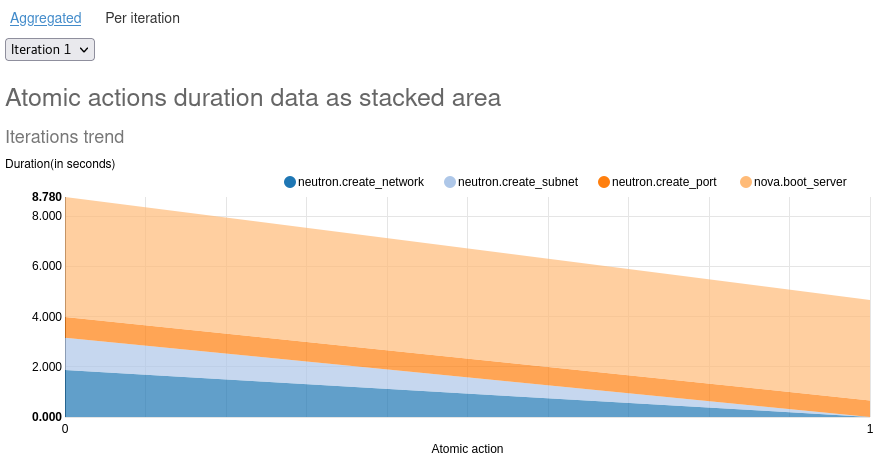 Aggregated Per iteration
Iteration 1
Atomic actions duration data as stacked area
Iterations trend
Duration(in seconds)
neutron.create_network neutron.create_subnet neutron.create_port nova.boot_server
8.780
8.000
6.000
4.000
2.000
0.000
0 1
Atomic action